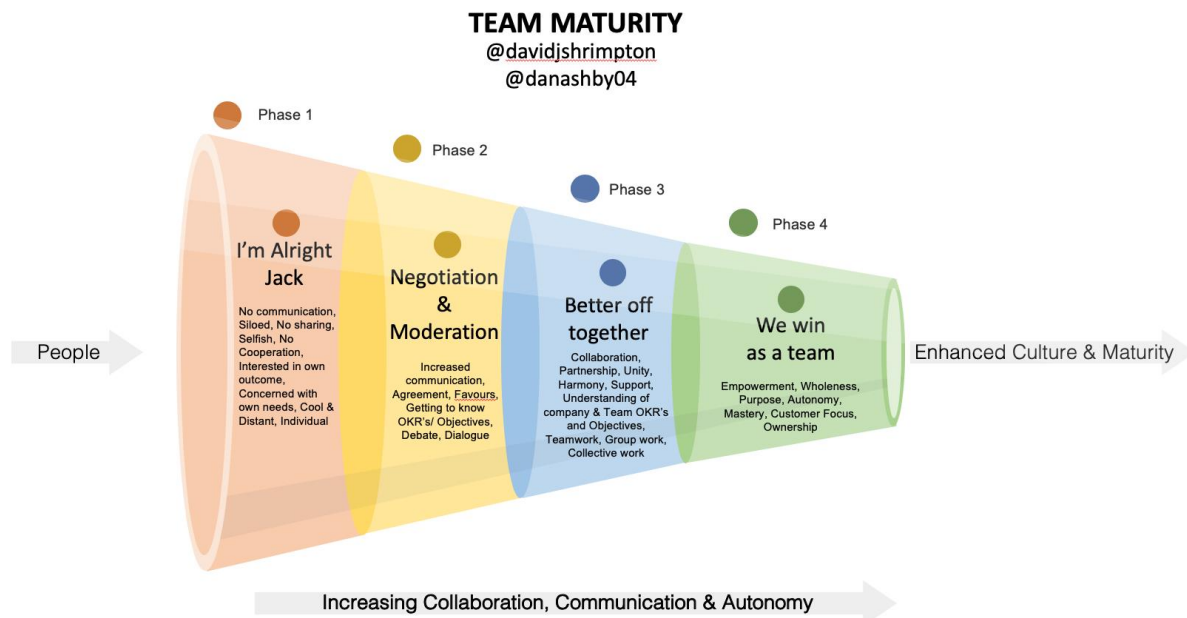 TEAM MATURITY
@davidjshrimpton
@danashby04
Phase 1
Phase 2
Phase 3
Phase 4
People
I'm Alright
Jack
No communication,
Siloed, No sharing,
Selfish, No
Cooperation,
Interested in own
outcome,
Concerned with
own needs, Cool &
Distant, Individual
Negotiation
&
Moderation
Increased
communication,
Agreement, Favours,
Getting to know
OKR's/ Objectives,
Debate, Dialogue
Better off
together
Collaboration,
Partnership, Unity,
Harmony, Support,
Understanding of
company & Team OKR's
and Objectives,
Teamwork, Group work,
Collective work
We win
as a team
Empowerment, Wholeness,
Purpose, Autonomy,
Mastery, Customer Focus,
Ownership
Enhanced Culture & Maturity
Increasing Collaboration, Communication & Autonomy